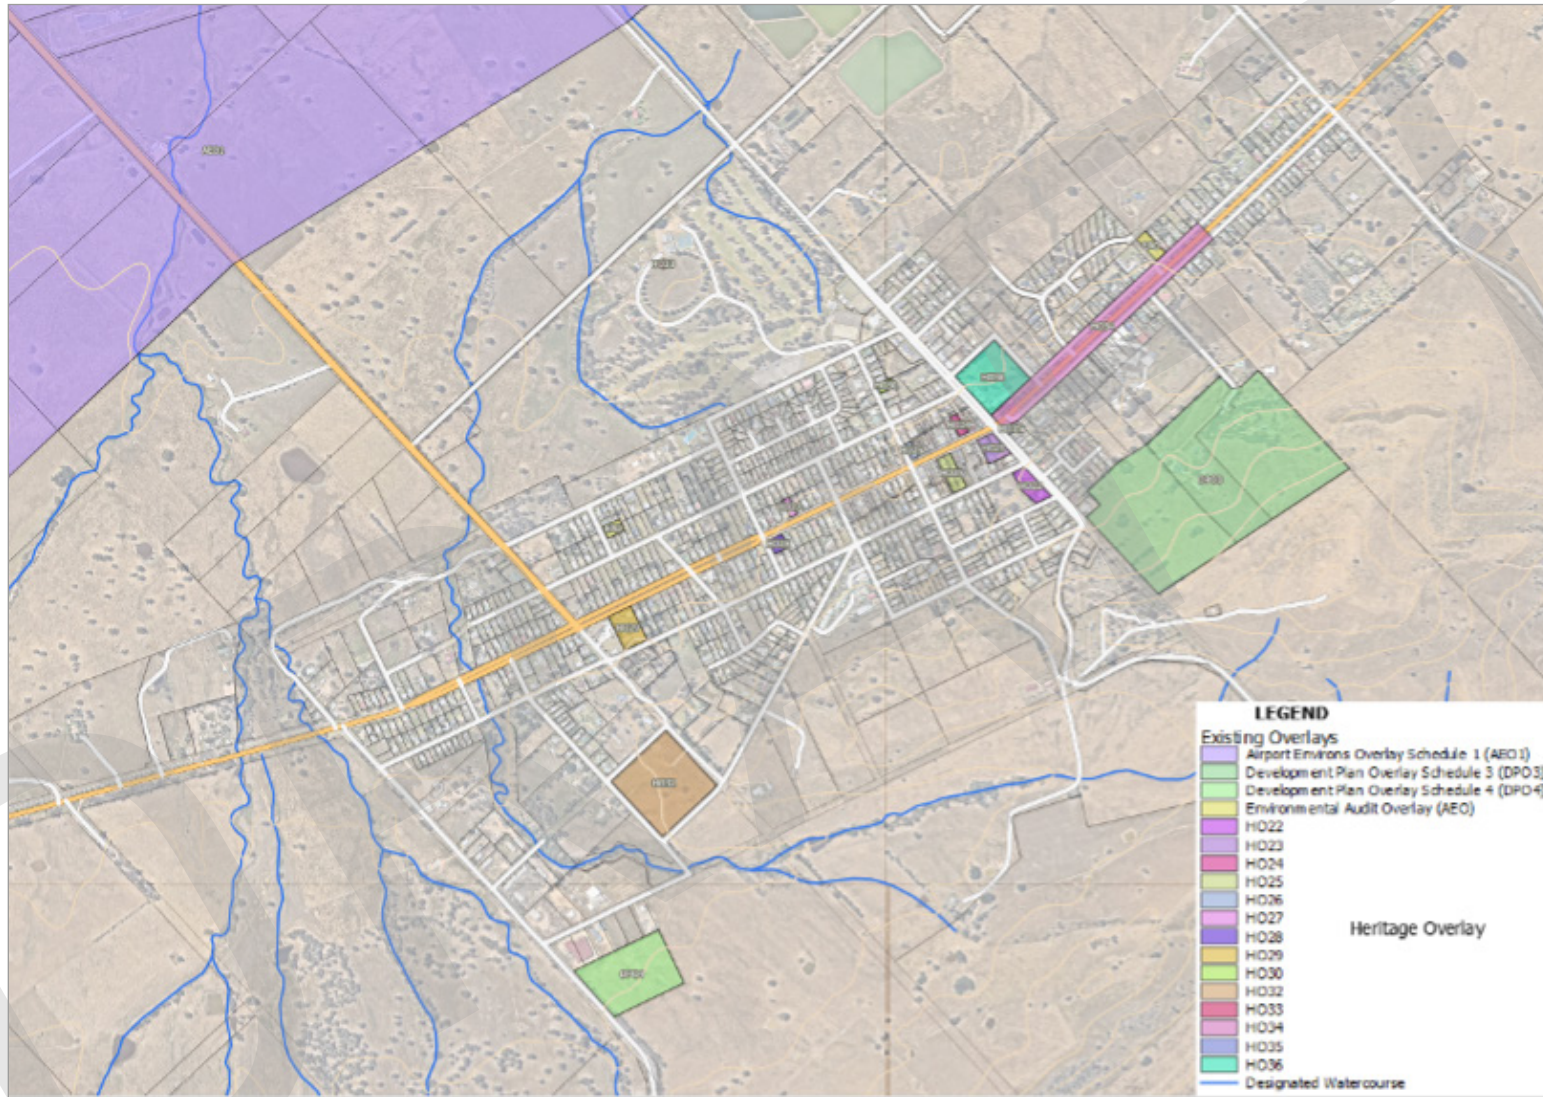 LEGEND
Existing Overlays
Airport Environs Overlay Schedule 1 (AEO1)
Development Plan Overlay Schedule 3 (DPO3)
Development Plan Overlay Schedule 4 (DPO4)
Environmental Audit Overlay (AEO)
HO22
HO23
HO24
HO25
HO26
HO27
HO28
HO29
HO30
HO32
HO33
HO34
HO35
HO36
Heritage Overlay
Designated Watercourse